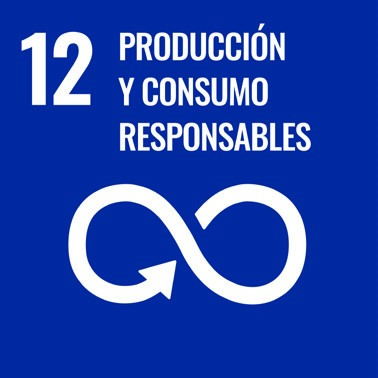 12 PRODUCCIÓN
Y CONSUMO
RESPONSABLES